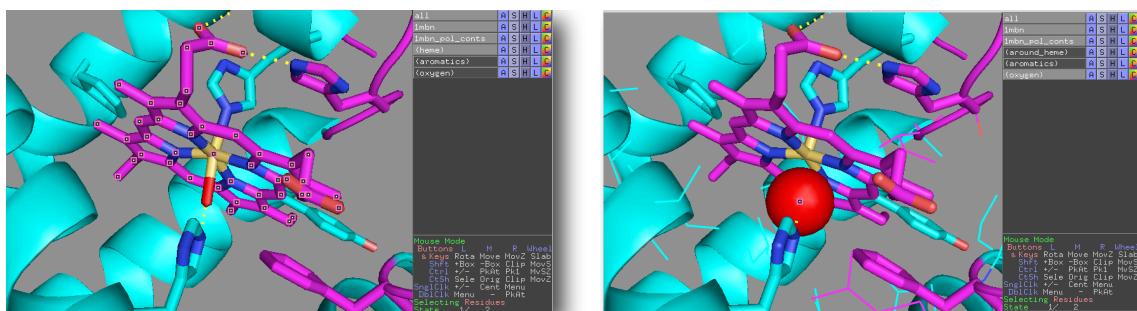 all A S H L C
1mbn A S H L C
1mbn_pol_conts A S H L C
(heme) A S H L C
(aromatics) A S H L C
(oxygen) A S H L C
Mouse Mode
Buttons L M R Wheel
& Keys Rota Move MovZ Slab
Shft +Box -Box Clip MovS
Ctrl +/- PkAt Pk1 MvSZ
CtSh Sele Orig Clip MovZ
SnglClk +/- Cent Menu
DblClk Menu - PkAt
Selecting Residues
State 1/ 2
all A S H L C
1mbn A S H L C
1mbn_pol_conts A S H L C
(around_heme) A S H L C
(aromatics) A S H L C
(oxygen) A S H L C
Mouse Mode
Buttons L M R Wheel
& Keys Rota Move MovZ Slab
Shft +Box -Box Clip MovS
Ctrl +/- PkAt Pk1 MvSZ
CtSh Sele Orig Clip MovZ
SnglClk +/- Cent Menu
DblClk Menu - PkAt
Selecting Residues
State 1/ 2